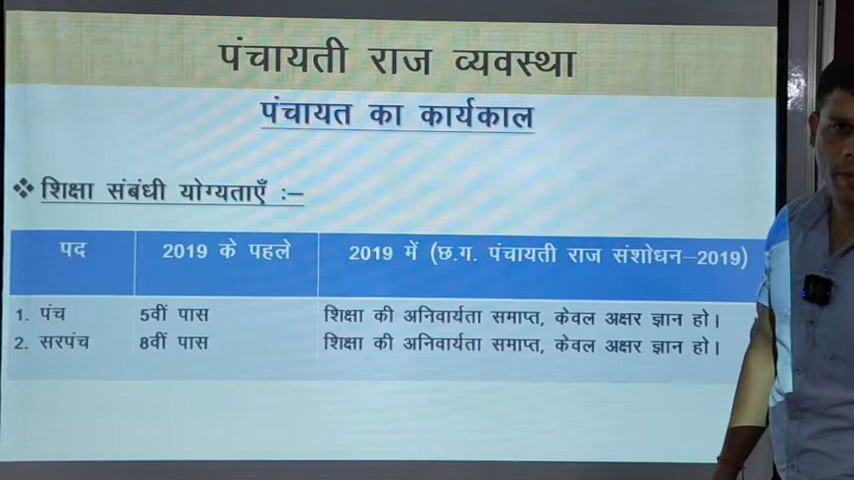 पंचायती राज व्यवस्था
पंचायत का कार्यकाल
❖ शिक्षा संबंधी योग्यताएँ :–
पद 2019 के पहले 2019 में (छ.ग. पंचायती राज संशोधन–2019)
1. पंच 5वीं पास शिक्षा की अनिवार्यता समाप्त, केवल अक्षर ज्ञान हो।
2. सरपंच 8वीं पास शिक्षा की अनिवार्यता समाप्त, केवल अक्षर ज्ञान हो।